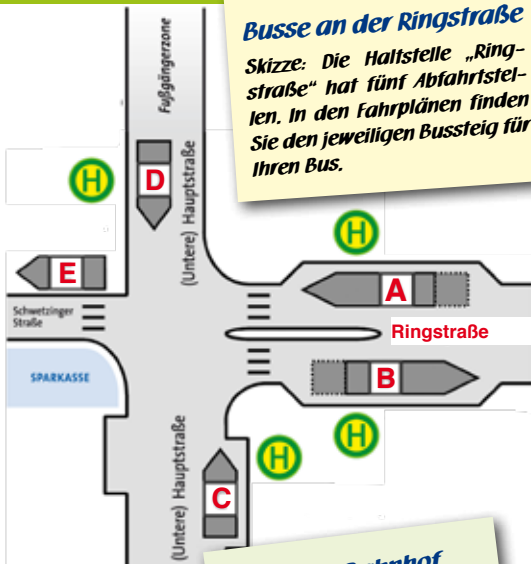 Busse an der Ringstraße
Skizze: Die Haltstelle „Ring-
straße“ hat fünf Abfahrtstel-
len. In den Fahrplänen finden
Sie den jeweiligen Bussteig für
Ihren Bus.
Fußgängerzone
(Untere) Hauptstraße
H
D
H
E
A
Schwetzinger
Straße
Ringstraße
SPARKASSE
B
H
H
C
(Untere) Hauptstraße